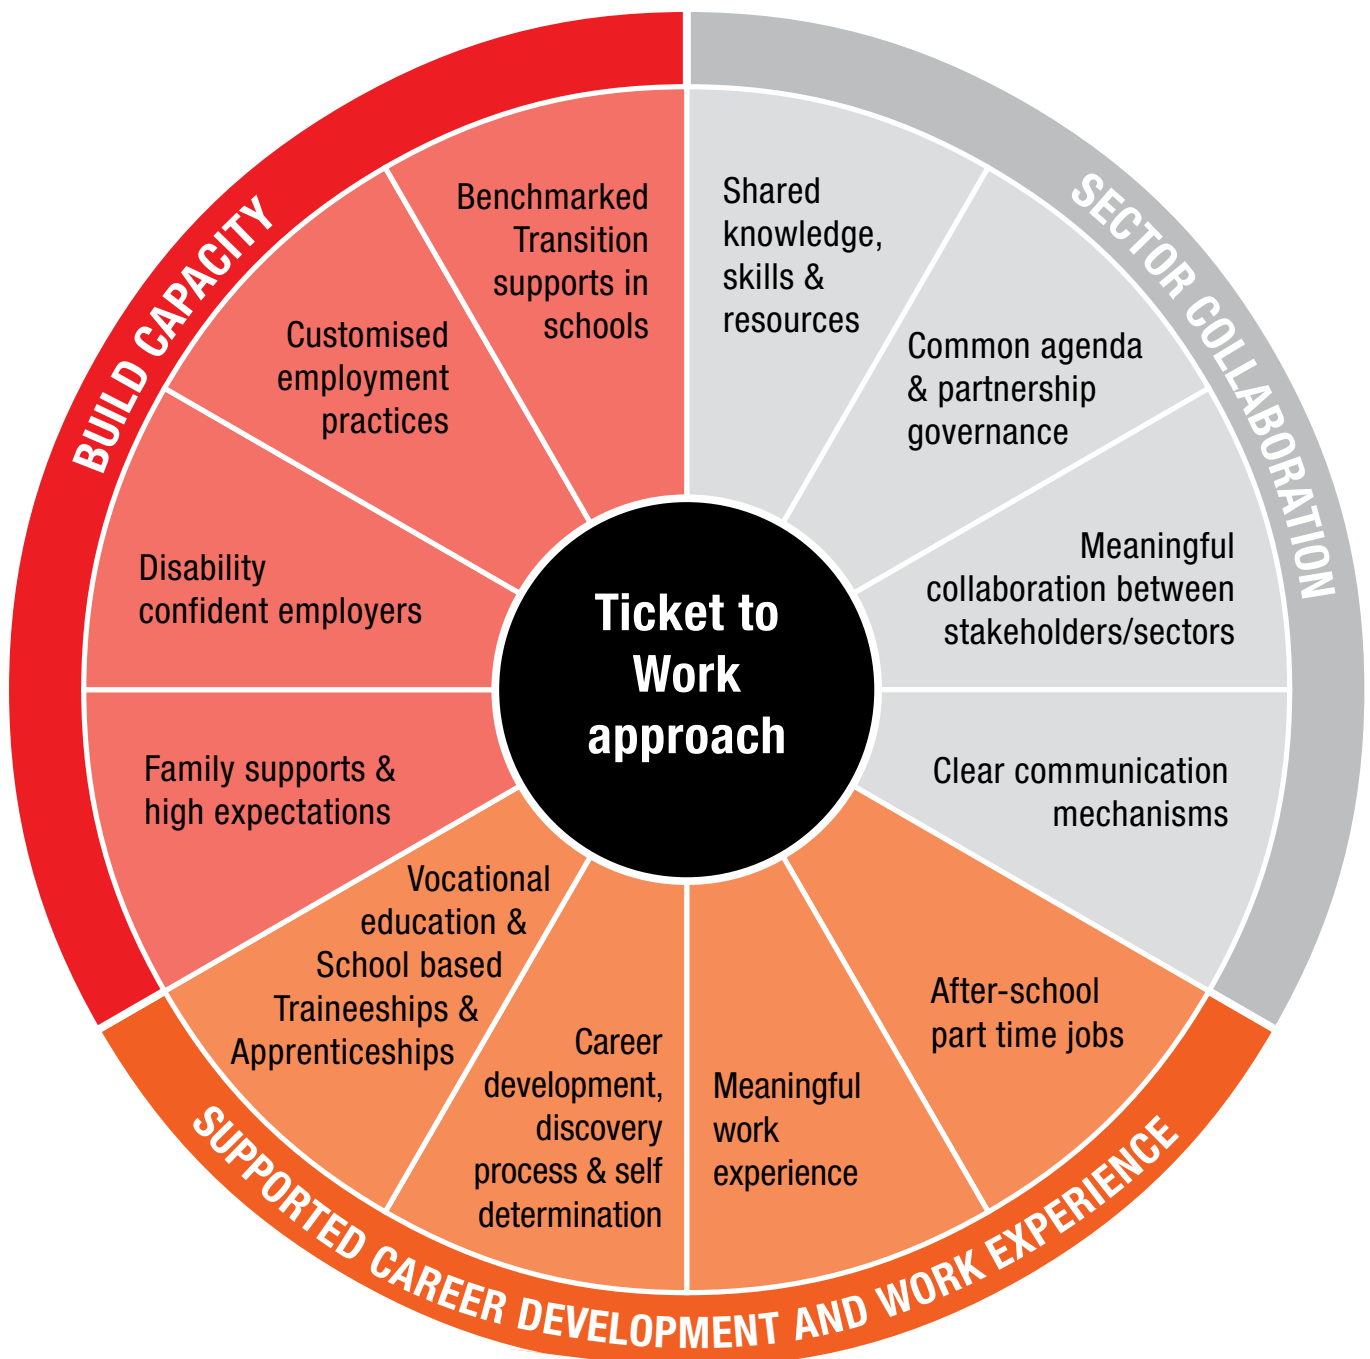 BUILD CAPACITY
Benchmarked
Transition
supports in
schools
Customised
employment
practices
Disability
confident employers
Family supports &
high expectations
SECTOR COLLABORATION
Shared
knowledge,
skills &
resources
Common agenda
& partnership
governance
Meaningful
collaboration between
stakeholders/sectors
Clear communication
mechanisms
Ticket to
Work
approach
Vocational
education &
School based
Traineeships &
Apprenticeships
Career
development,
discovery
process & self
determination
Meaningful
work
experience
After-school
part time jobs
SUPPORTED CAREER DEVELOPMENT AND WORK EXPERIENCE